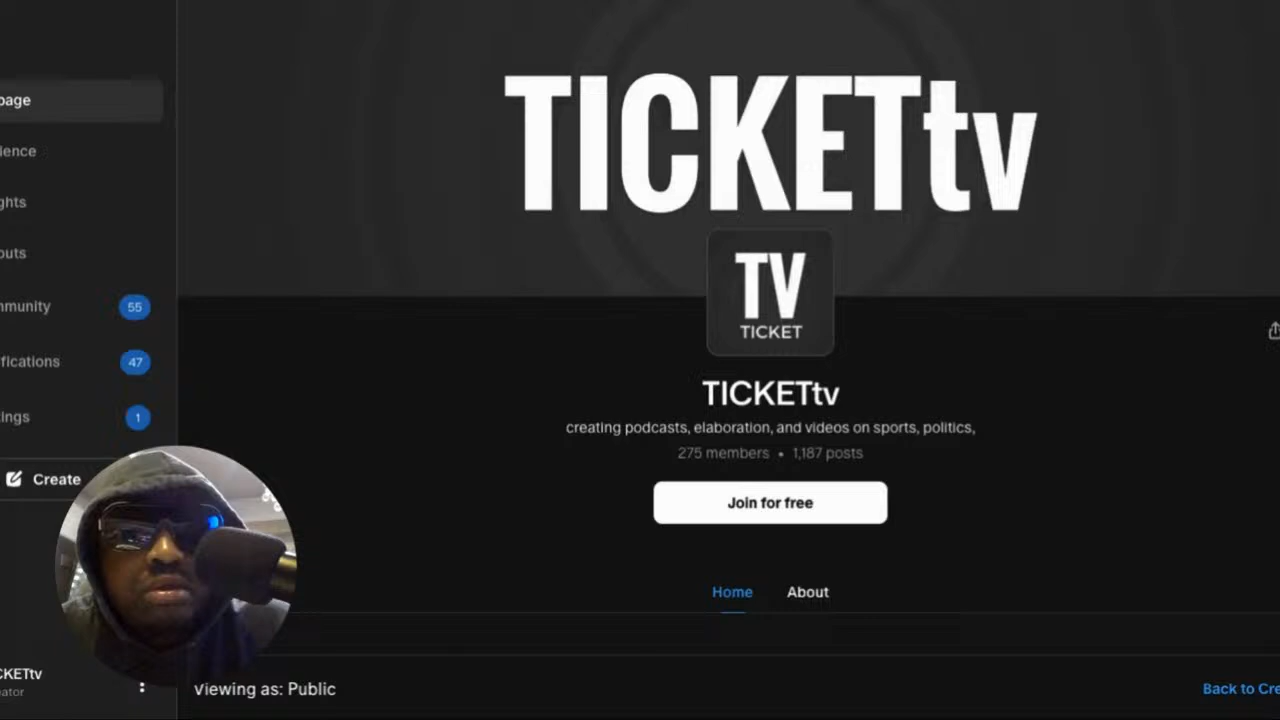 TICKETtv
page
ience
ghts
outs
mmunity 55
ifications 47
ings 1
Create
TV
TICKET
TICKETtv
creating podcasts, elaboration, and videos on sports, politics,
275 members • 1,187 posts
Join for free
Home About
CKETtv
ator
Viewing as: Public
Back to Cre